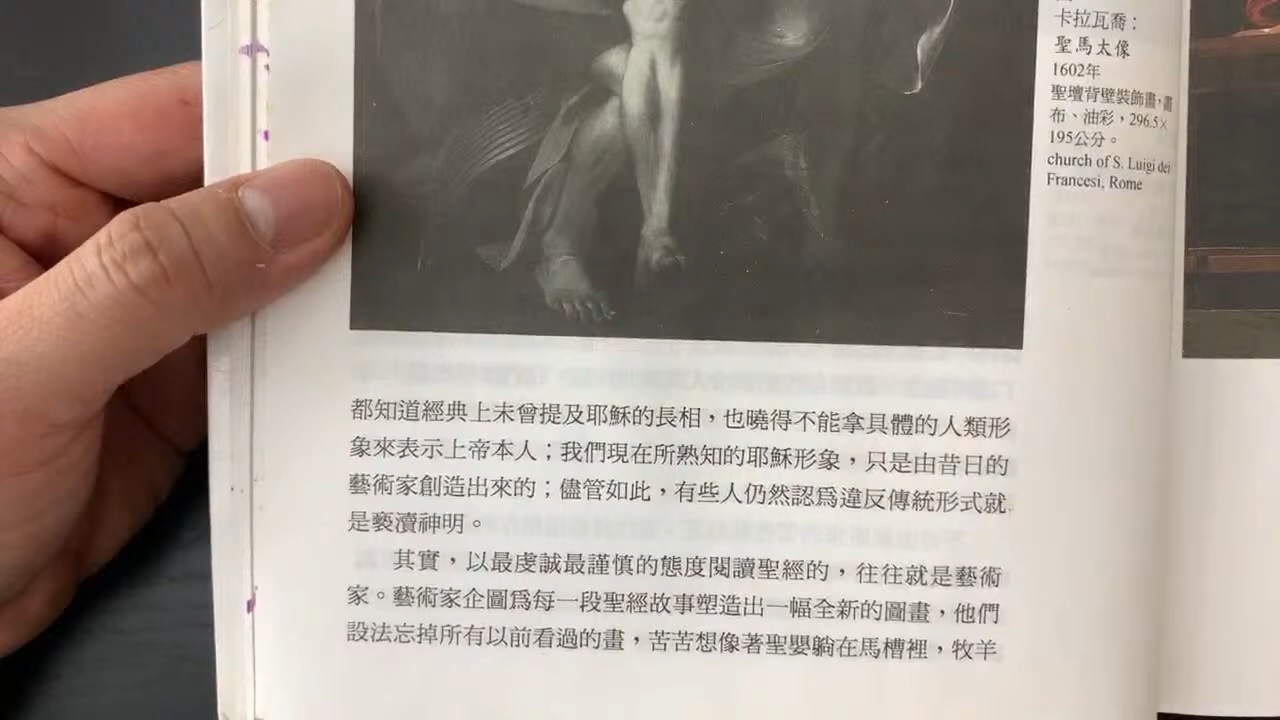 卡拉瓦喬：
聖馬太像
1602年
聖壇背壁裝飾畫，畫
布、油彩，296.5×
195公分。
church of S. Luigi dei
Francesi, Rome
都知道經典上未曾提及耶穌的長相，也曉得不能拿具體的人類形
象來表示上帝本人；我們現在所熟知的耶穌形象，只是由昔日的
藝術家創造出來的；儘管如此，有些人仍然認爲違反傳統形式就
是褻瀆神明。
其實，以最虔誠最謹慎的態度閱讀聖經的，往往就是藝術
家。藝術家企圖爲每一段聖經故事塑造出一幅全新的圖畫，他們
設法忘掉所有以前看過的畫，苦苦想像著聖嬰躺在馬槽裡，牧羊